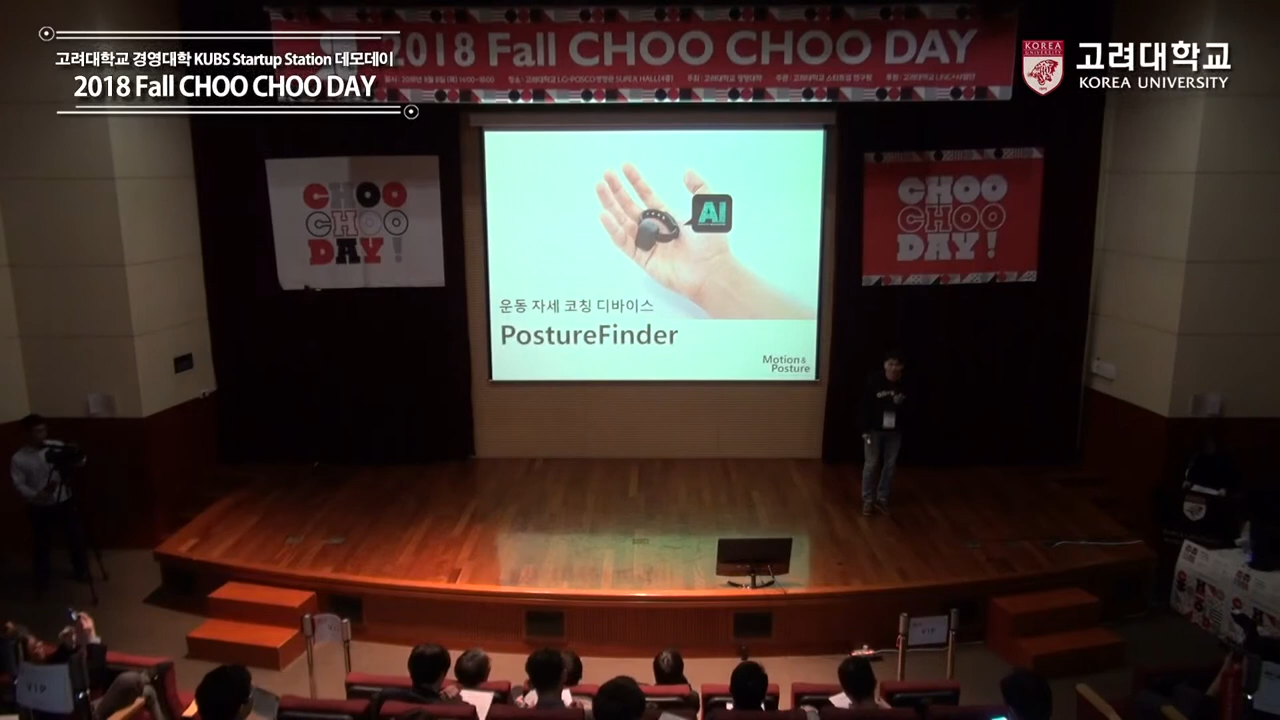 고려대학교 경영대학 KUBS Startup Station 데모데이
2018 Fall CHOO CHOO DAY
2018 Fall CHOO CHOO DAY
KOREA
고려대학교
KOREA UNIVERSITY
CHOO
CHOO
DAY!
AI
운동 자세 코칭 디바이스
PostureFinder
Motion&
Posture
CHOO
CHOO
DAY!
VIP
VIP